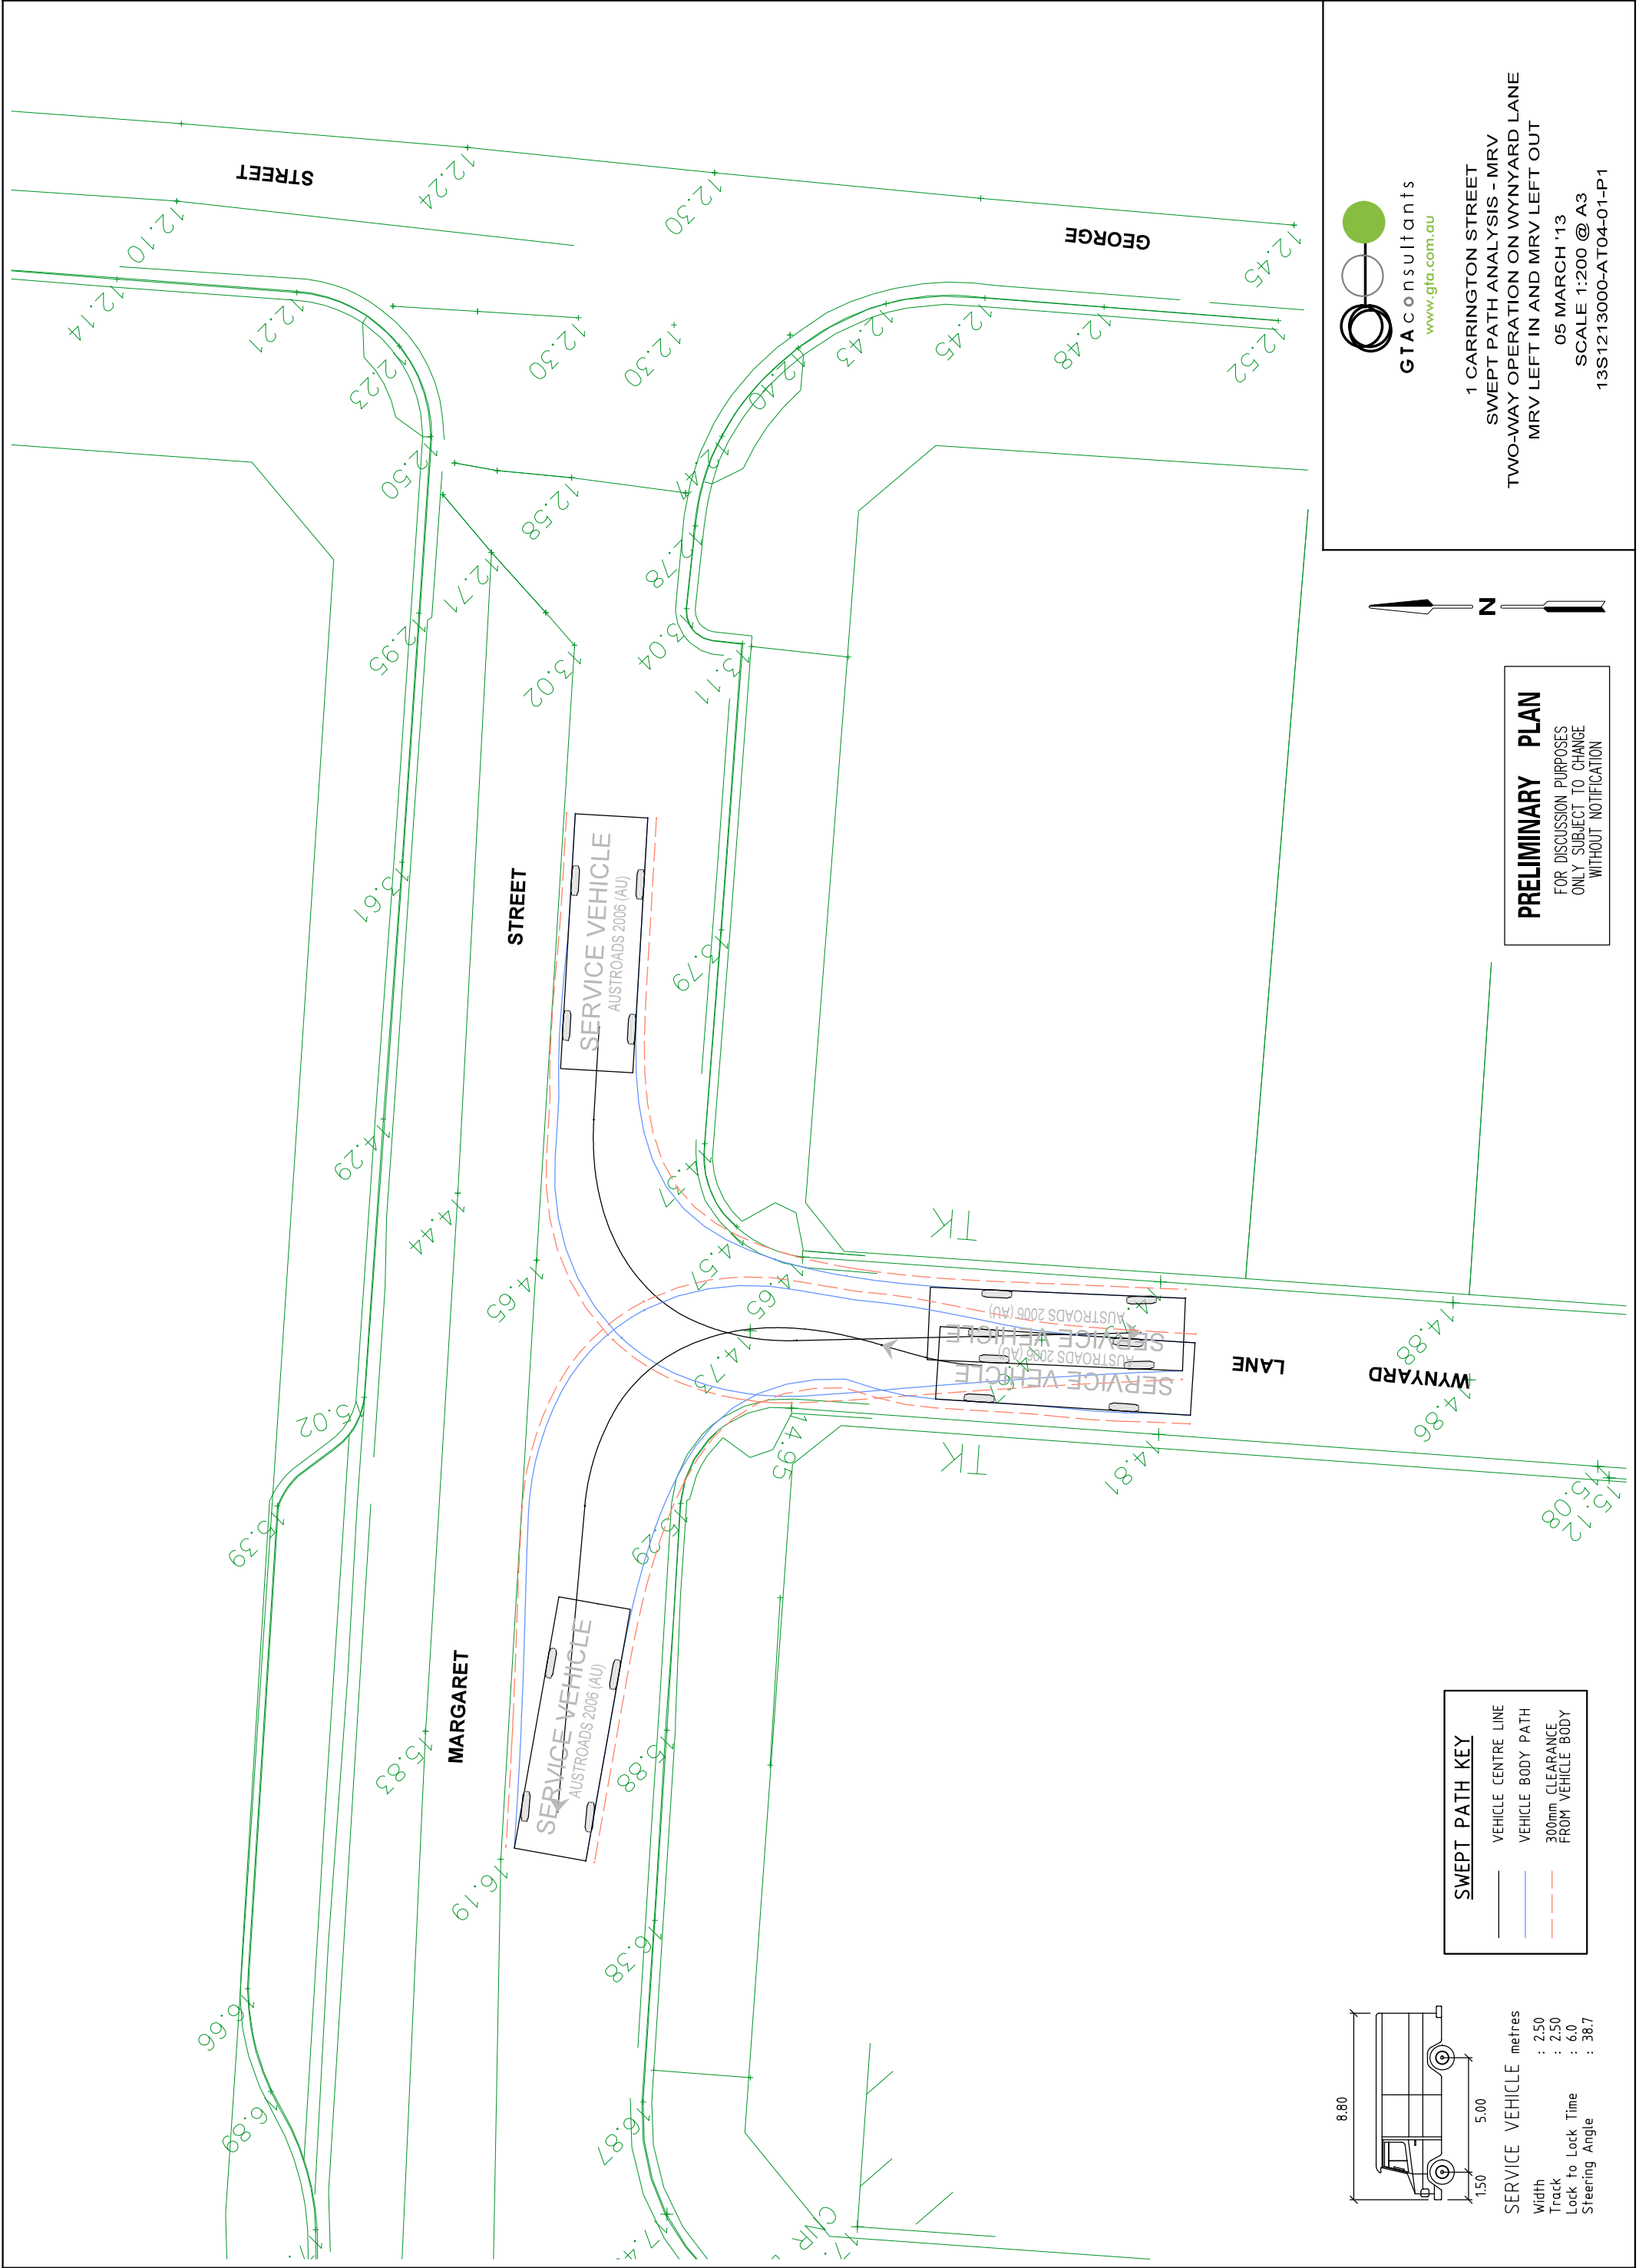 STREET
GEORGE
STREET
MARGARET
LANE
WYNYARD
12.10
12.24
12.30
12.14
12.21
12.23
12.30
12.30
12.40
12.43
12.45
12.48
12.52
12.45
12.50
12.58
12.47
12.78
12.71
12.95
13.02
13.04
13.11
13.61
13.79
14.29
14.44
14.65
14.37
14.57
14.65
14.73
14.95
TK
TK
14.81
14.88
14.86
15.08
15.12
5.02
15.39
15.29
15.83
15.88
16.19
16.38
16.66
16.89
16.87
SERVICE VEHICLE
AUSTROADS 2006 (AU)
SERVICE VEHICLE
AUSTROADS 2006 (AU)
SERVICE VEHICLE
AUSTROADS 2006 (AU)
SERVICE VEHICLE
AUSTROADS 2006 (AU)
8.80
1.50
5.00
SERVICE VEHICLE
metres
Width : 2.50
Track : 2.50
Lock to Lock Time : 6.0
Steering Angle : 38.7
SWEPT PATH KEY
VEHICLE CENTRE LINE
VEHICLE BODY PATH
300mm CLEARANCE
FROM VEHICLE BODY
PRELIMINARY PLAN
FOR DISCUSSION PURPOSES
ONLY SUBJECT TO CHANGE
WITHOUT NOTIFICATION
N
GTAconsultants
www.gta.com.au
1 CARRINGTON STREET
SWEPT PATH ANALYSIS - MRV
TWO-WAY OPERATION ON WYNYARD LANE
MRV LEFT IN AND MRV LEFT OUT
05 MARCH '13
SCALE 1:200 @ A3
13S1213000-AT04-01-P1